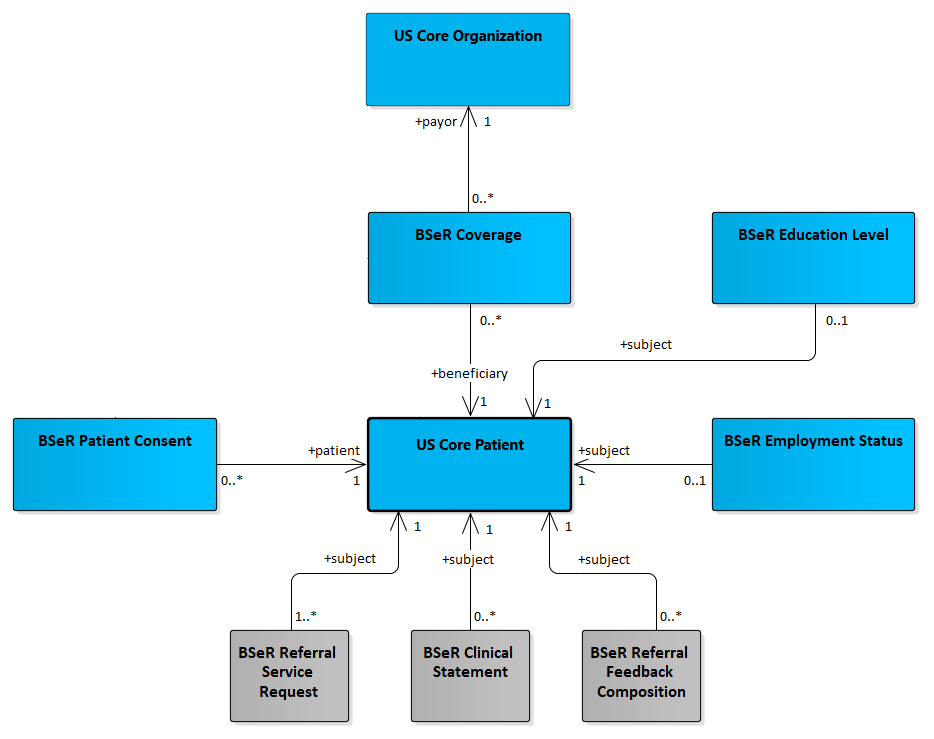 US Core Organization
+payor
1
0..*
BSeR Coverage
BSeR Education Level
0..*
0..1
+subject
+beneficiary
1
1
BSeR Patient Consent
US Core Patient
BSeR Employment Status
+patient
+subject
0..*
1
1
0..1
1
1
1
+subject
+subject
+subject
1..*
0..*
0..*
BSeR Referral
Service
Request
BSeR Clinical
Statement
BSeR Referral
Feedback
Composition